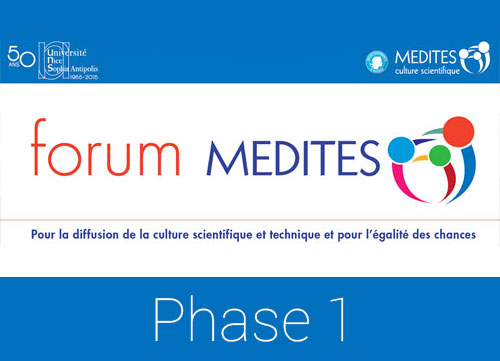 50 ANS
Université
Nice
Sophia Antipolis
1965-2015
MEDITES
culture scientifique
forum MEDITES
Pour la diffusion de la culture scientifique et technique et pour l'égalité des chances
Phase 1